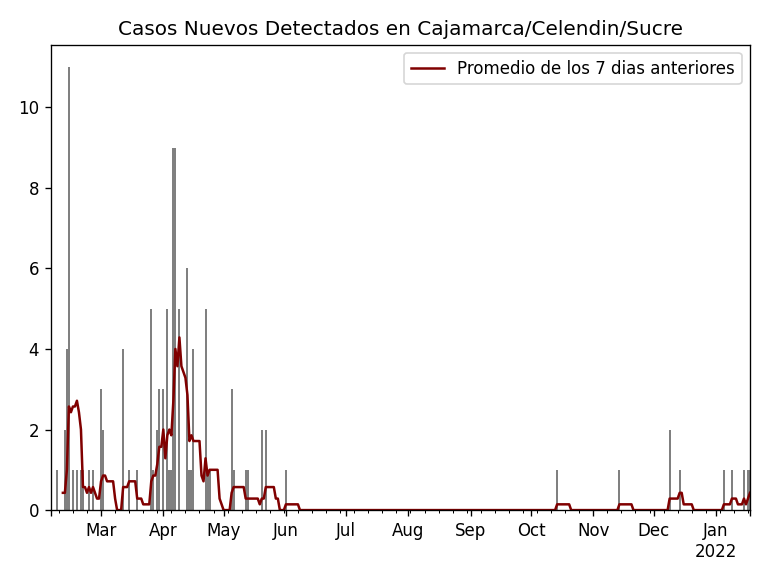 Casos Nuevos Detectados en Cajamarca/Celendin/Sucre
Promedio de los 7 dias anteriores
10
8
6
4
2
0
Mar Apr May Jun Jul Aug Sep Oct Nov Dec Jan
2022